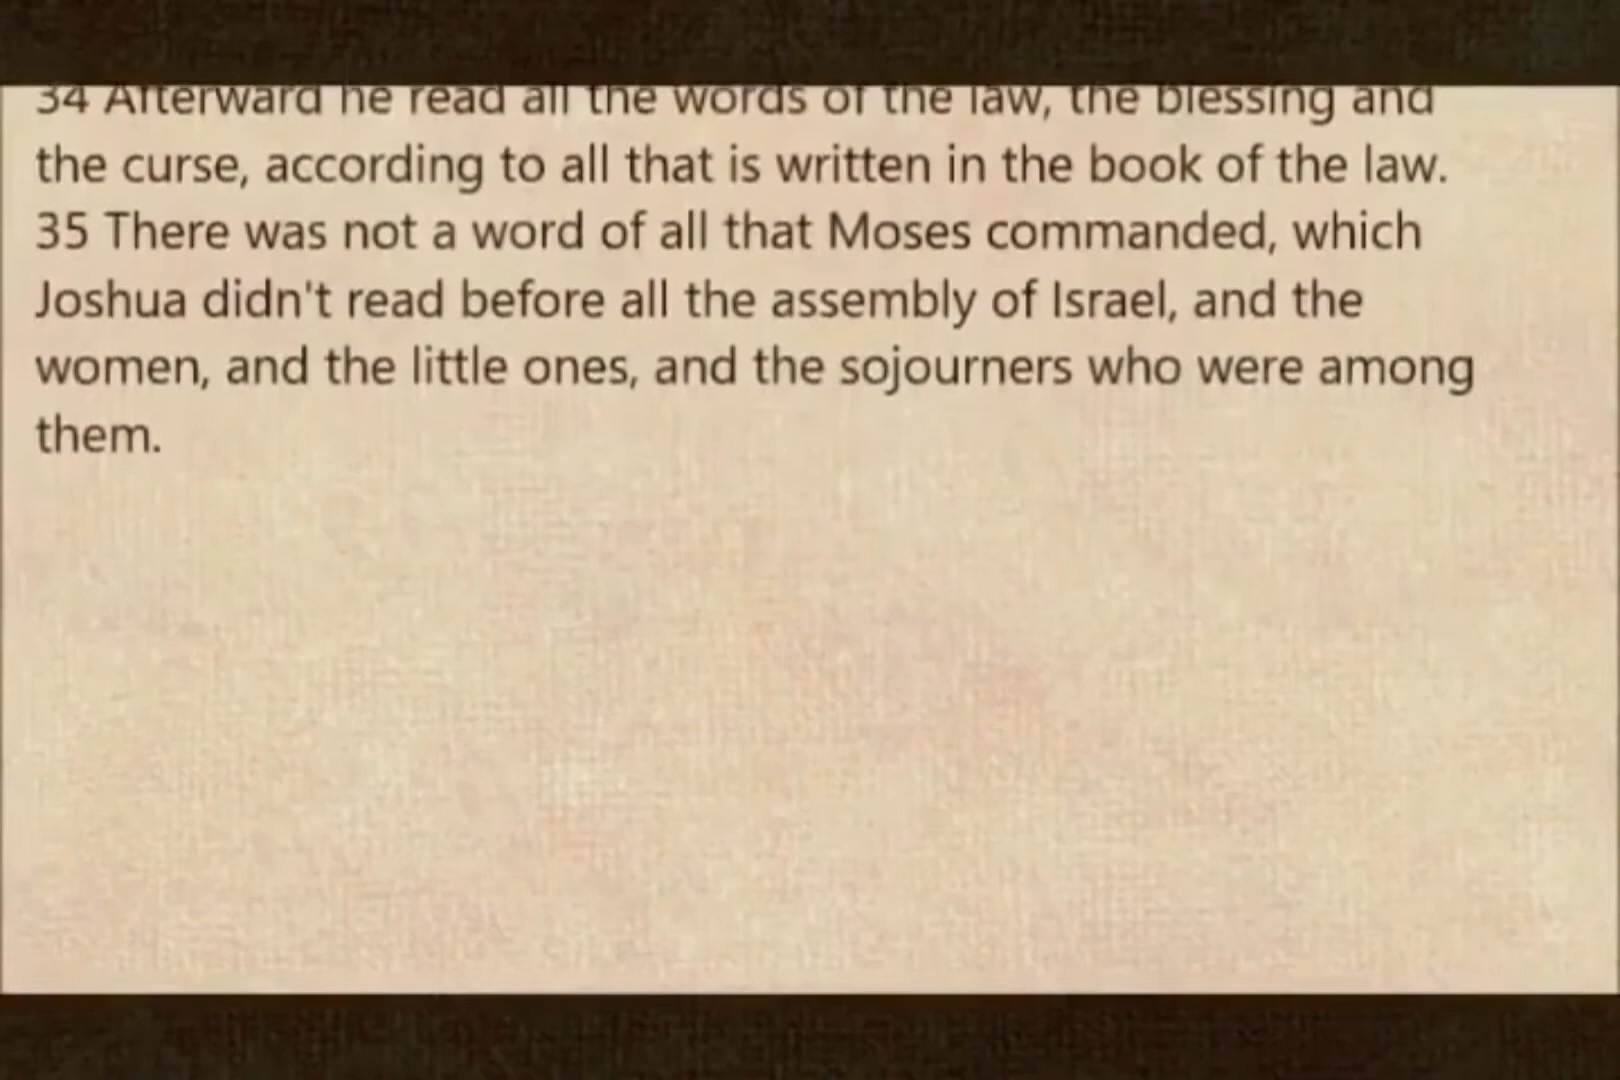 34 Afterward he read all the words of the law, the blessing and
the curse, according to all that is written in the book of the law.
35 There was not a word of all that Moses commanded, which
Joshua didn't read before all the assembly of Israel, and the
women, and the little ones, and the sojourners who were among
them.